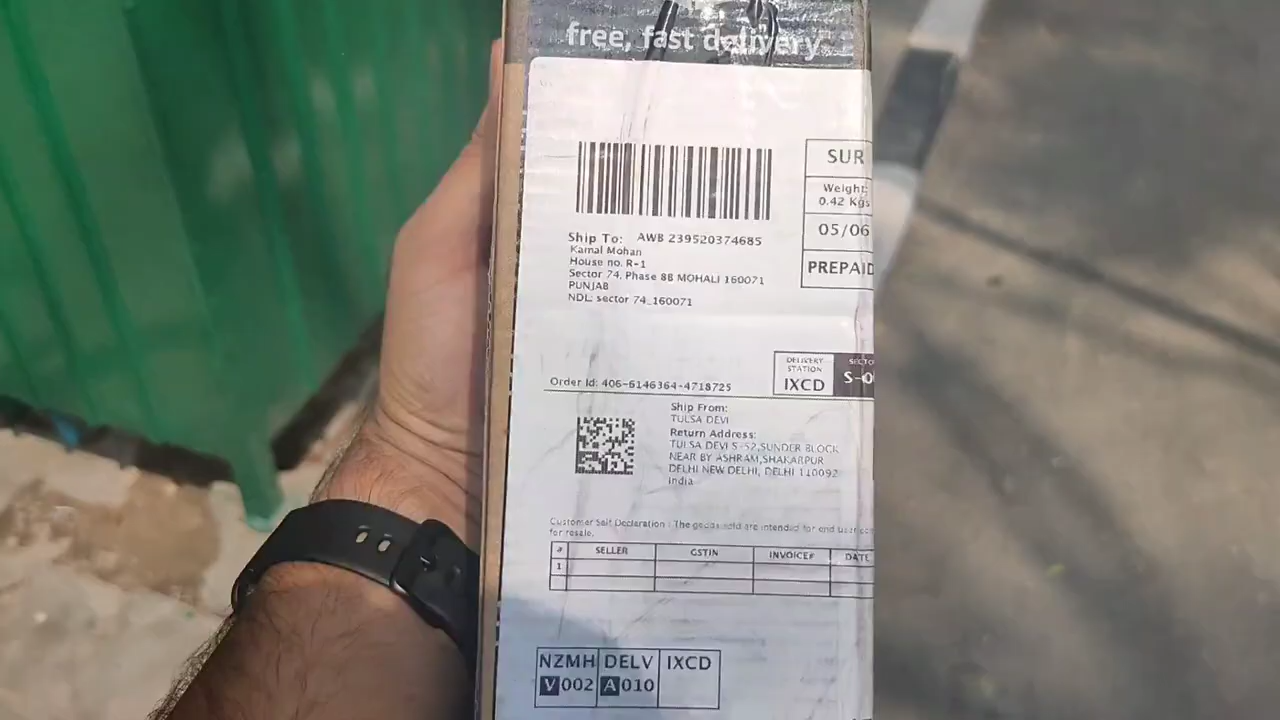 free, fast delivery
SUR
Weight:
0.42 Kgs
05/06
PREPAID
Ship To: AWB 239520374685
Kamal Mohan
House no. R-1
Sector 74, Phase 8B MOHALI 160071
PUNJAB
NDL: sector 74_160071
DELIVERY
STATION
IXCD
Order Id: 406-6146364-4718725
Ship From:
TULSA DEVI
Return Address:
TULSA DEVI S-52,SUNDER BLOCK
NEAR BY ASHRAM,SHAKARPUR
DELHI NEW DELHI, DELHI 110092
India
Customer Self Declaration : The goods sold are intended for end user
for resale.
# SELLER GSTIN INVOICE# DATE
1
NZMH DELV IXCD
V002 A010